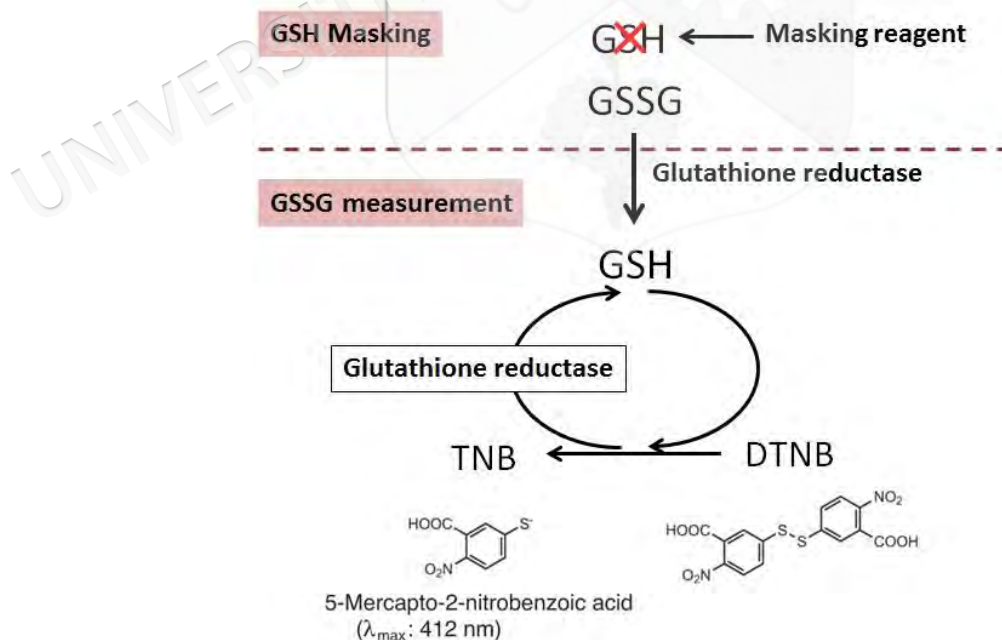 UNIVERSIT
GSH Masking
GSH
Masking reagent
GSSG
Glutathione reductase
GSSG measurement
GSH
Glutathione reductase
TNB
DTNB
HOOC
S⁻
O₂N
HOOC
S
S
NO₂
COOH
O₂N
5-Mercapto-2-nitrobenzoic acid
(λmax: 412 nm)